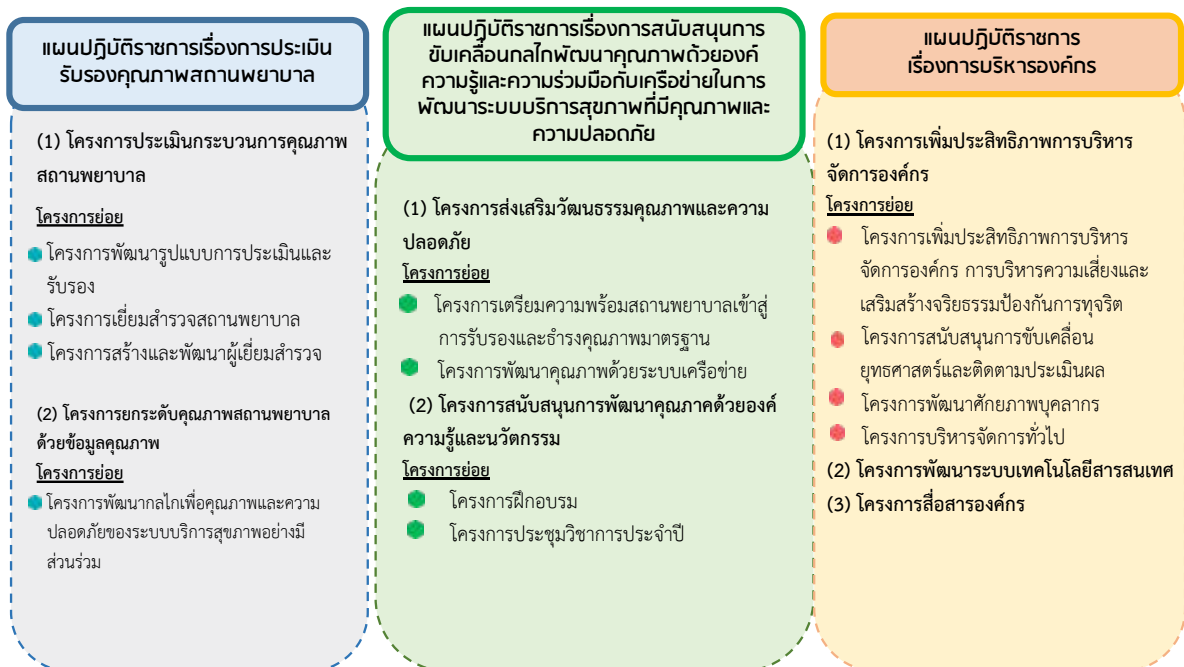 แผนปฏิบัติราชการเรื่องการประเมิน
รับรองคุณภาพสถานพยาบาล
(1) โครงการประเมินกระบวนการคุณภาพ
สถานพยาบาล
โครงการย่อย
โครงการพัฒนารูปแบบการประเมินและ
รับรอง
โครงการเยี่ยมสำรวจสถานพยาบาล
โครงการสร้างและพัฒนาผู้เยี่ยมสำรวจ
(2) โครงการยกระดับคุณภาพสถานพยาบาล
ด้วยข้อมูลคุณภาพ
โครงการย่อย
โครงการพัฒนากลไกเพื่อคุณภาพและความ
ปลอดภัยของระบบบริการสุขภาพอย่างมี
ส่วนร่วม
แผนปฏิบัติราชการเรื่องการสนับสนุนการ
ขับเคลื่อนกลไกพัฒนาคุณภาพด้วยองค์
ความรู้และความร่วมมือกับเครือข่ายในการ
พัฒนาระบบบริการสุขภาพที่มีคุณภาพและ
ความปลอดภัย
(1) โครงการส่งเสริมวัฒนธรรมคุณภาพและความ
ปลอดภัย
โครงการย่อย
โครงการเตรียมความพร้อมสถานพยาบาลเข้าสู่
การรับรองและธำรงคุณภาพมาตรฐาน
โครงการพัฒนาคุณภาพด้วยระบบเครือข่าย
(2) โครงการสนับสนุนการพัฒนาคุณภาคด้วยองค์
ความรู้และนวัตกรรม
โครงการย่อย
โครงการฝึกอบรม
โครงการประชุมวิชาการประจำปี
แผนปฏิบัติราชการ
เรื่องการบริหารองค์กร
(1) โครงการเพิ่มประสิทธิภาพการบริหาร
จัดการองค์กร
โครงการย่อย
โครงการเพิ่มประสิทธิภาพการบริหาร
จัดการองค์กร การบริหารความเสี่ยงและ
เสริมสร้างจริยธรรมป้องกันการทุจริต
โครงการสนับสนุนการขับเคลื่อน
ยุทธศาสตร์และติดตามประเมินผล
โครงการพัฒนาศักยภาพบุคลากร
โครงการบริหารจัดการทั่วไป
(2) โครงการพัฒนาระบบเทคโนโลยีสารสนเทศ
(3) โครงการสื่อสารองค์กร